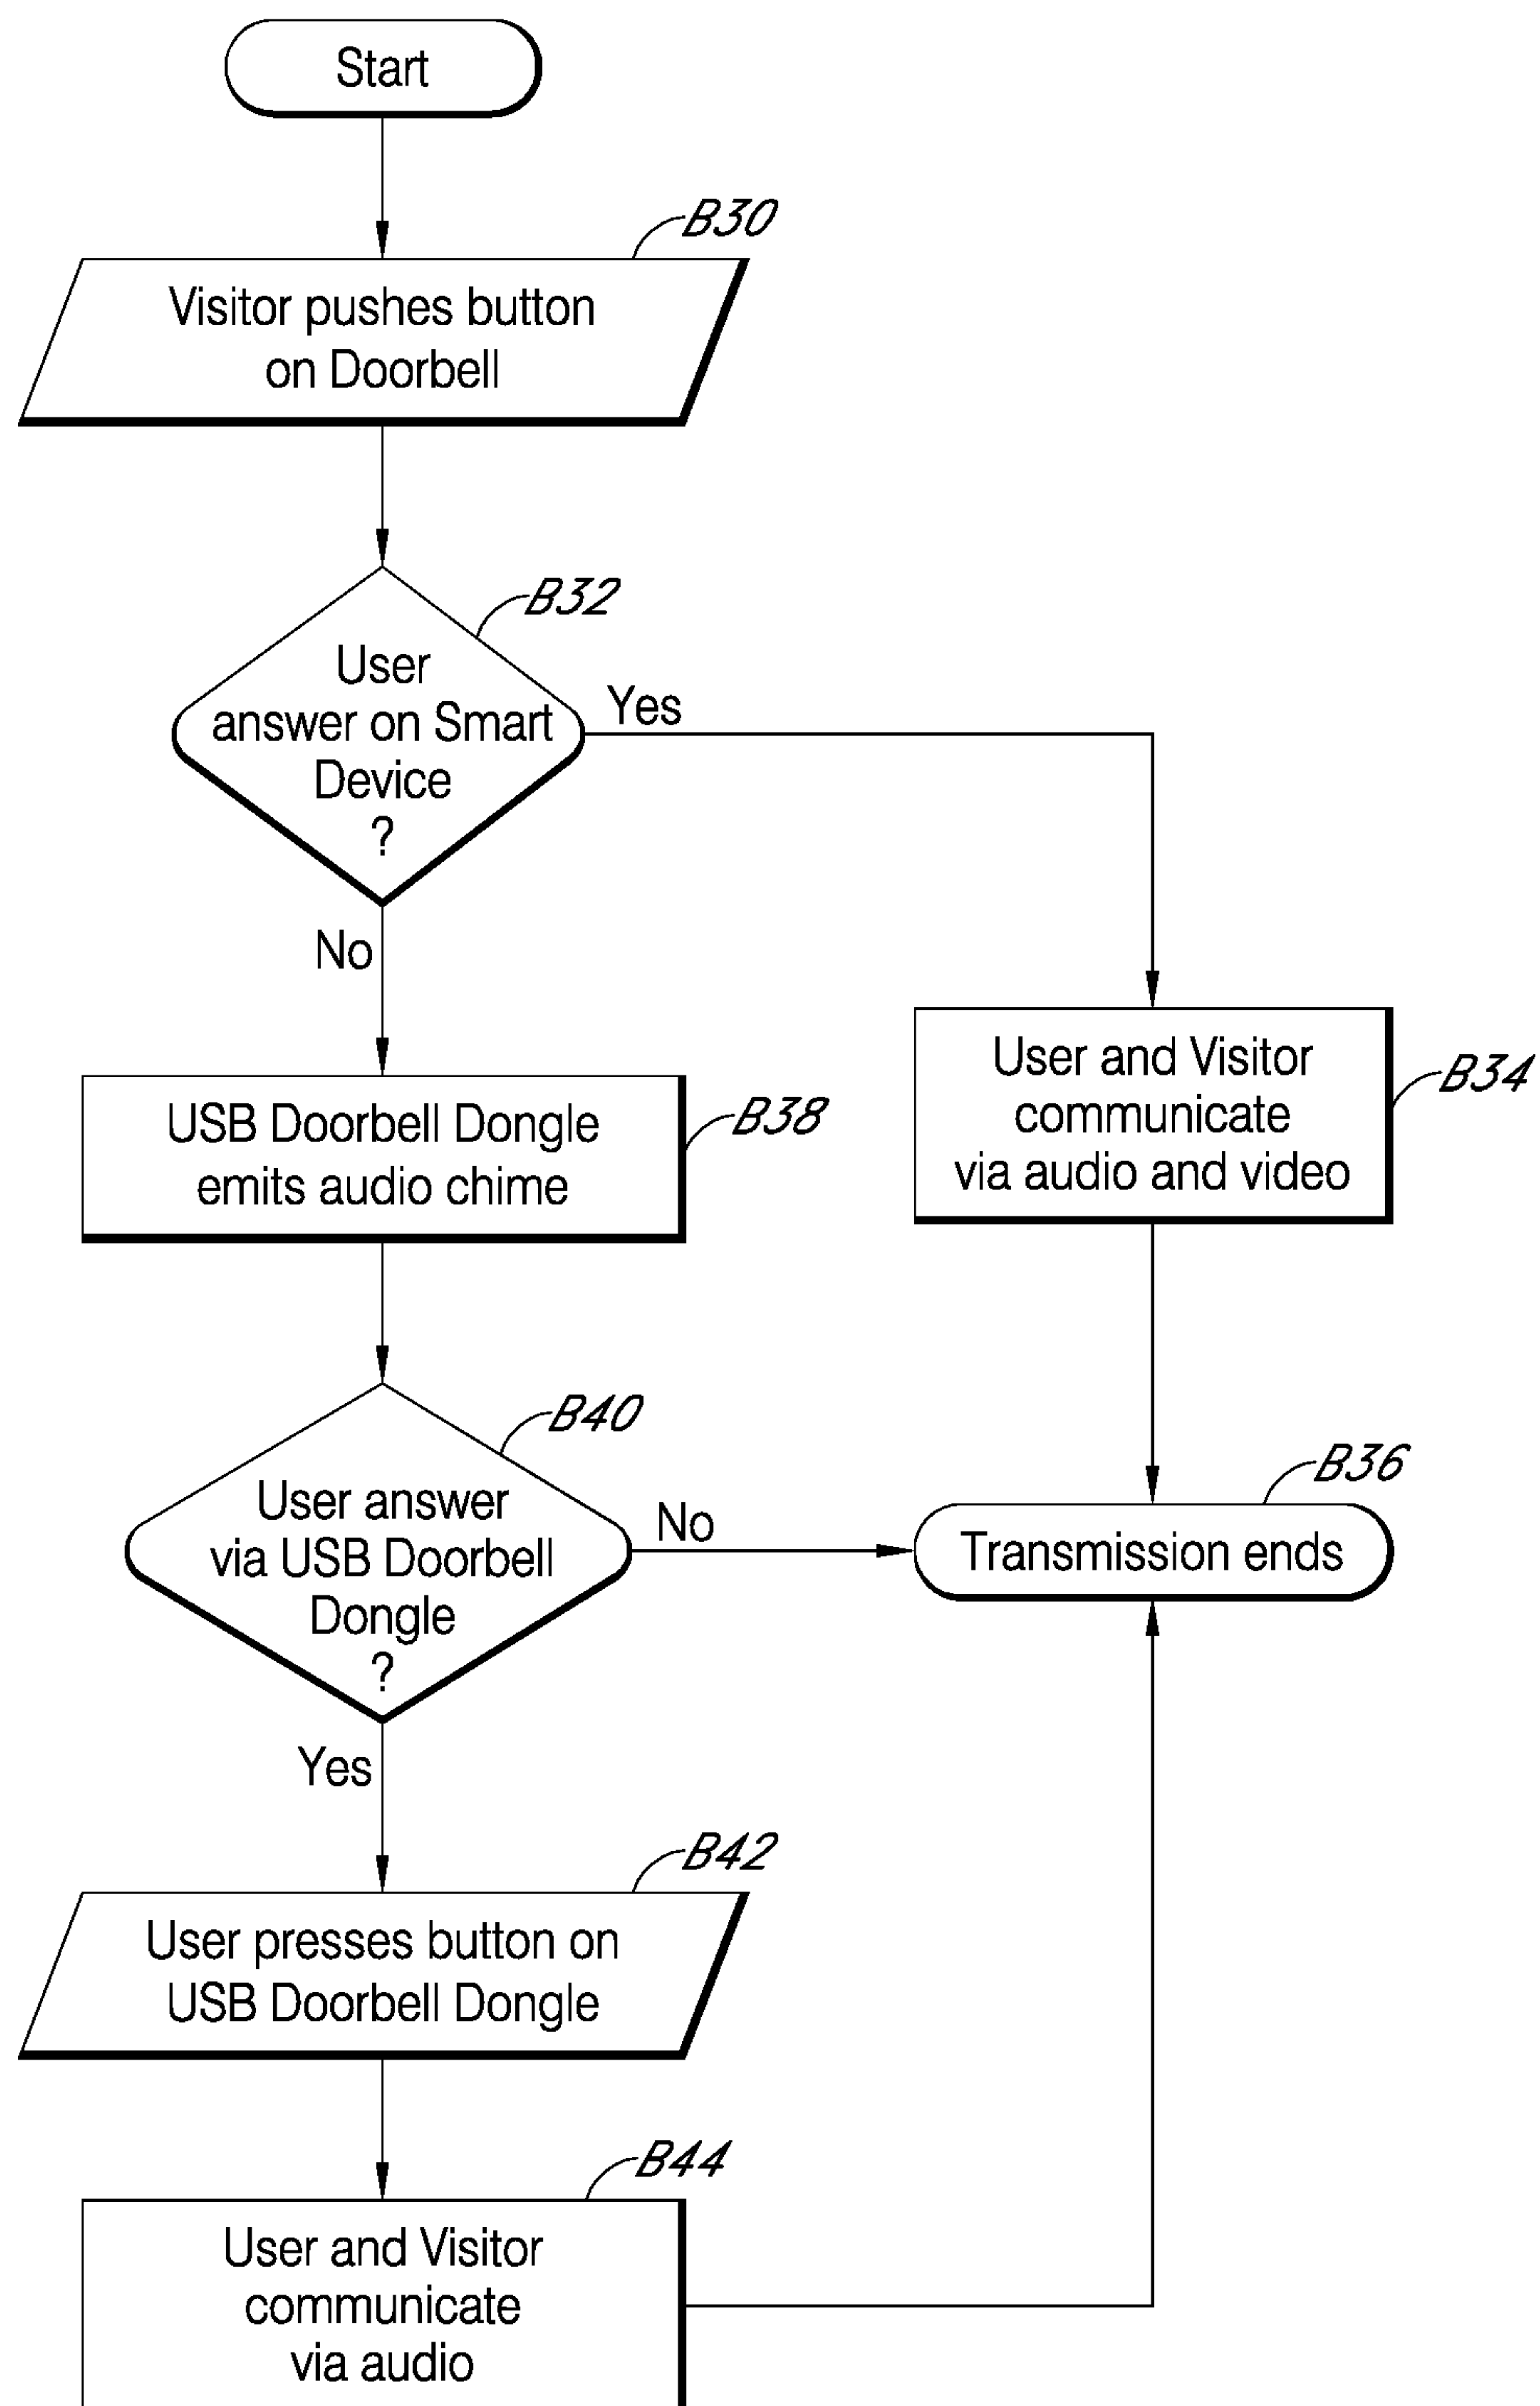 Start
B30
Visitor pushes button
on Doorbell
B32
User
answer on Smart
Device
?
Yes
No
User and Visitor
communicate
via audio and video
B34
USB Doorbell Dongle
emits audio chime
B38
B40
User answer
via USB Doorbell
Dongle
?
No
B36
Transmission ends
Yes
B42
User presses button on
USB Doorbell Dongle
B44
User and Visitor
communicate
via audio